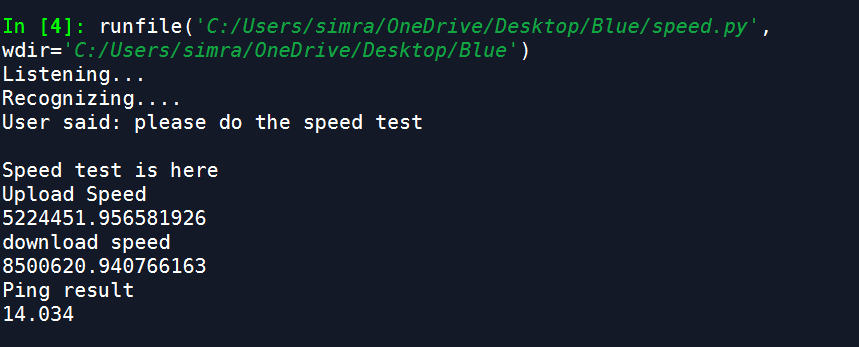 In [4]: runfile('C:/Users/simra/OneDrive/Desktop/Blue/speed.py',
wdir='C:/Users/simra/OneDrive/Desktop/Blue')
Listening...
Recognizing....
User said: please do the speed test
Speed test is here
Upload Speed
5224451.956581926
download speed
8500620.940766163
Ping result
14.034